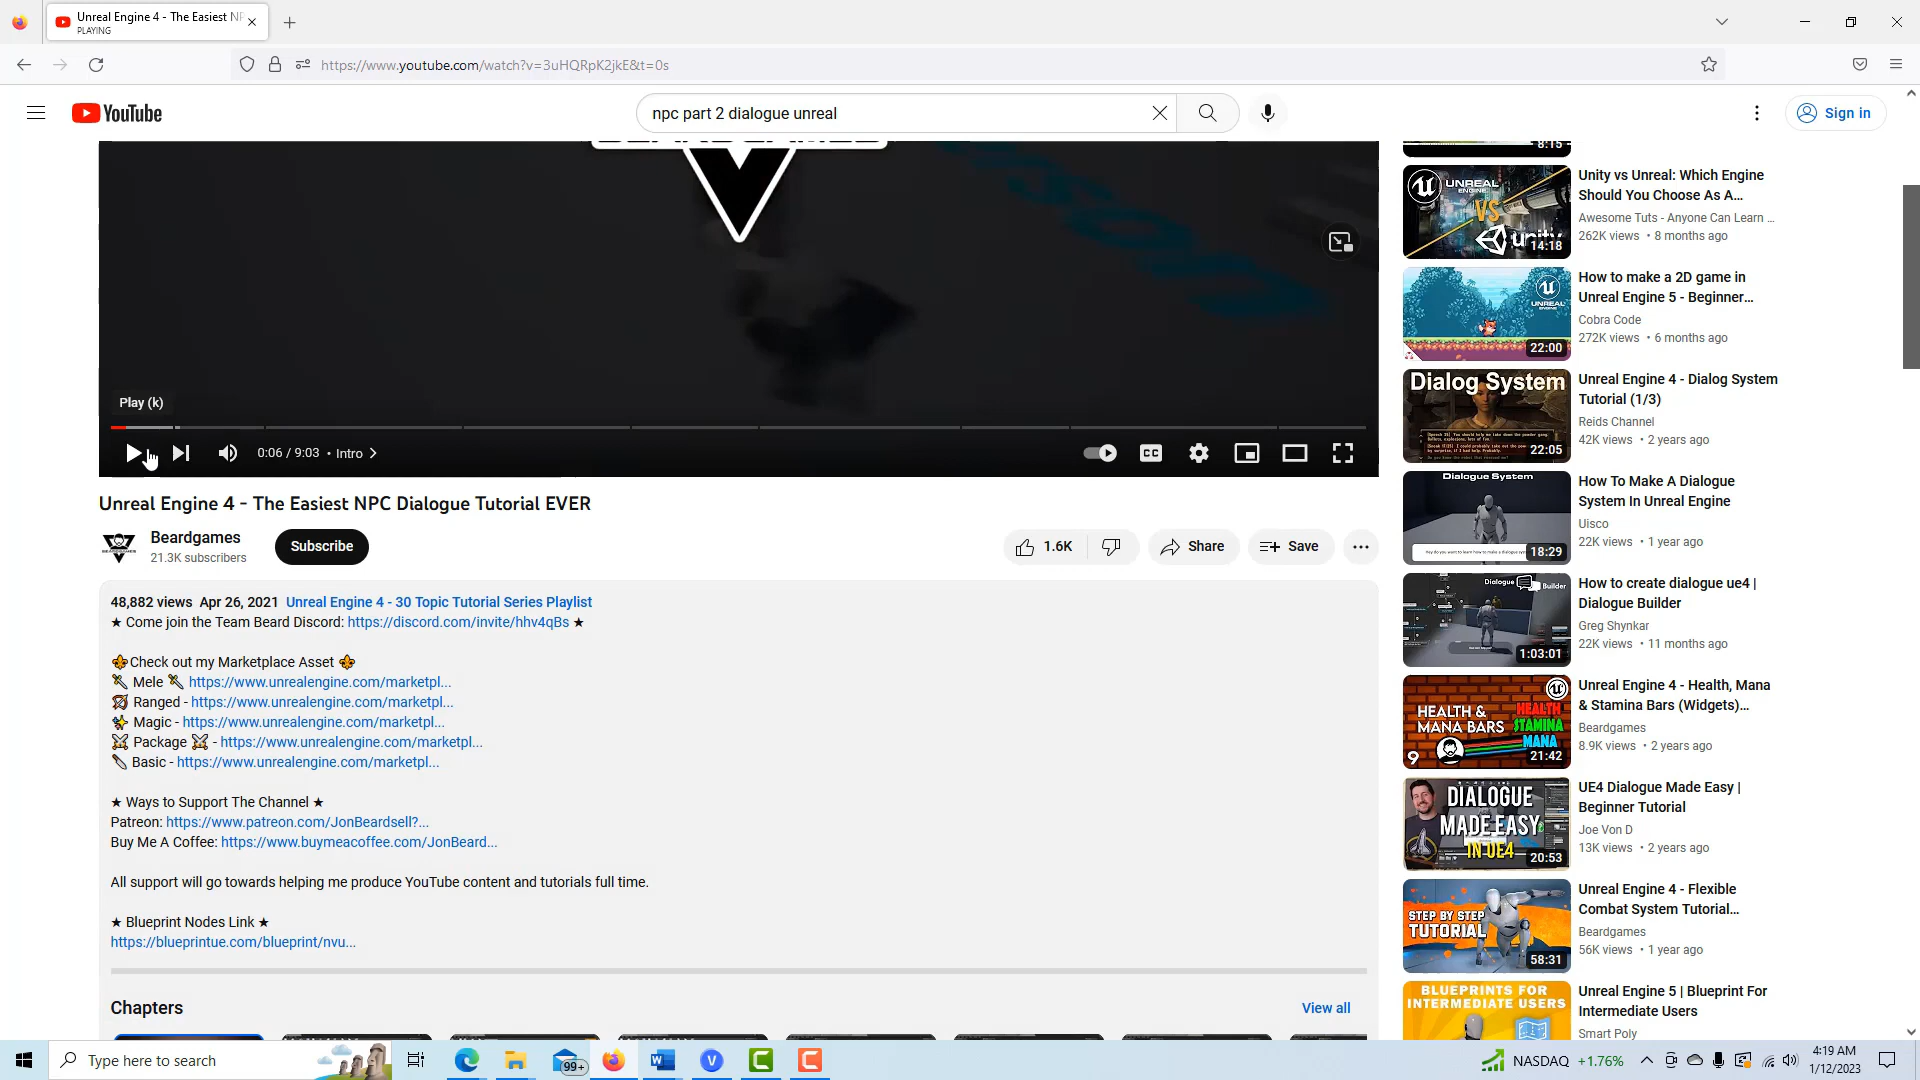 Unreal Engine 4 - The Easiest NP
PLAYING
https://www.youtube.com/watch?v=3uHQRpK2jkE&t=0s
YouTube
npc part 2 dialogue unreal
Sign in
Play (k)
0:06 / 9:03 • Intro
CC
Unreal Engine 4 - The Easiest NPC Dialogue Tutorial EVER
Beardgames
21.3K subscribers
Subscribe
1.6K
Share
Save
48,882 views Apr 26, 2021 Unreal Engine 4 - 30 Topic Tutorial Series Playlist
★ Come join the Team Beard Discord: https://discord.com/invite/hhv4qBs ★
⚜Check out my Marketplace Asset ⚜
🗡 Mele 🗡 https://www.unrealengine.com/marketpl...
🏹 Ranged - https://www.unrealengine.com/marketpl...
✨ Magic - https://www.unrealengine.com/marketpl...
⚔ Package ⚔ - https://www.unrealengine.com/marketpl...
🔪 Basic - https://www.unrealengine.com/marketpl...
★ Ways to Support The Channel ★
Patreon: https://www.patreon.com/JonBeardsell?...
Buy Me A Coffee: https://www.buymeacoffee.com/JonBeard...
All support will go towards helping me produce YouTube content and tutorials full time.
★ Blueprint Nodes Link ★
https://blueprintue.com/blueprint/nvu...
Chapters
View all
8:15
UNREAL
ENGINE
VS
unity
14:18
Unity vs Unreal: Which Engine
Should You Choose As A...
Awesome Tuts - Anyone Can Learn ...
262K views • 8 months ago
UNREAL
22:00
How to make a 2D game in
Unreal Engine 5 - Beginner...
Cobra Code
272K views • 6 months ago
Dialog System
22:05
Unreal Engine 4 - Dialog System
Tutorial (1/3)
Reids Channel
42K views • 2 years ago
Dialogue System
18:29
How To Make A Dialogue
System In Unreal Engine
Uisco
22K views • 1 year ago
Dialogue Builder
1:03:01
How to create dialogue ue4 |
Dialogue Builder
Greg Shynkar
22K views • 11 months ago
HEALTH &
MANA BARS
HEALTH
STAMINA
MANA
9
21:42
Unreal Engine 4 - Health, Mana
& Stamina Bars (Widgets)...
Beardgames
8.9K views • 2 years ago
DIALOGUE
MADE EASY
IN UE4
20:53
UE4 Dialogue Made Easy |
Beginner Tutorial
Joe Von D
13K views • 2 years ago
STEP BY STEP
TUTORIAL
58:31
Unreal Engine 4 - Flexible
Combat System Tutorial...
Beardgames
56K views • 1 year ago
BLUEPRINTS FOR
INTERMEDIATE USERS
Unreal Engine 5 | Blueprint For
Intermediate Users
Smart Poly
Type here to search
99+
NASDAQ +1.76%
4:19 AM
1/12/2023